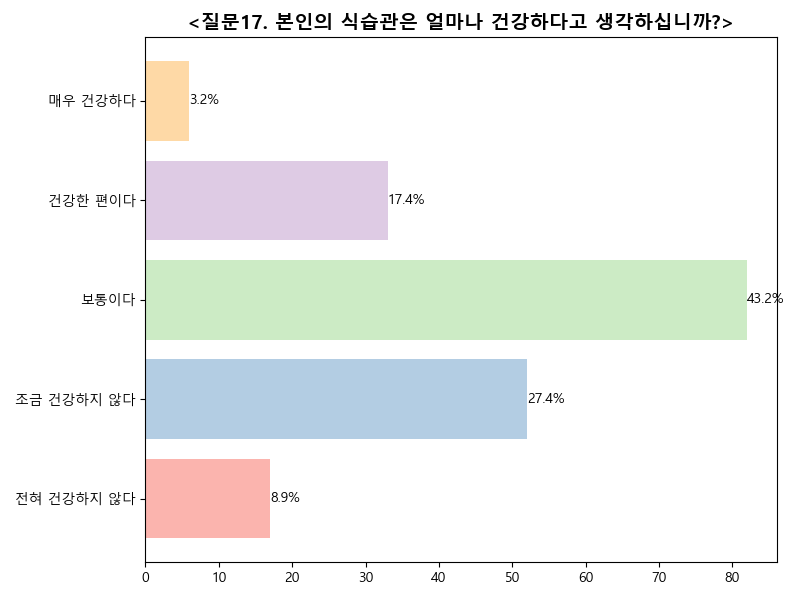 <질문17. 본인의 식습관은 얼마나 건강하다고 생각하십니까?>
매우 건강하다 3.2%
건강한 편이다 17.4%
보통이다 43.2%
조금 건강하지 않다 27.4%
전혀 건강하지 않다 8.9%
0 10 20 30 40 50 60 70 80